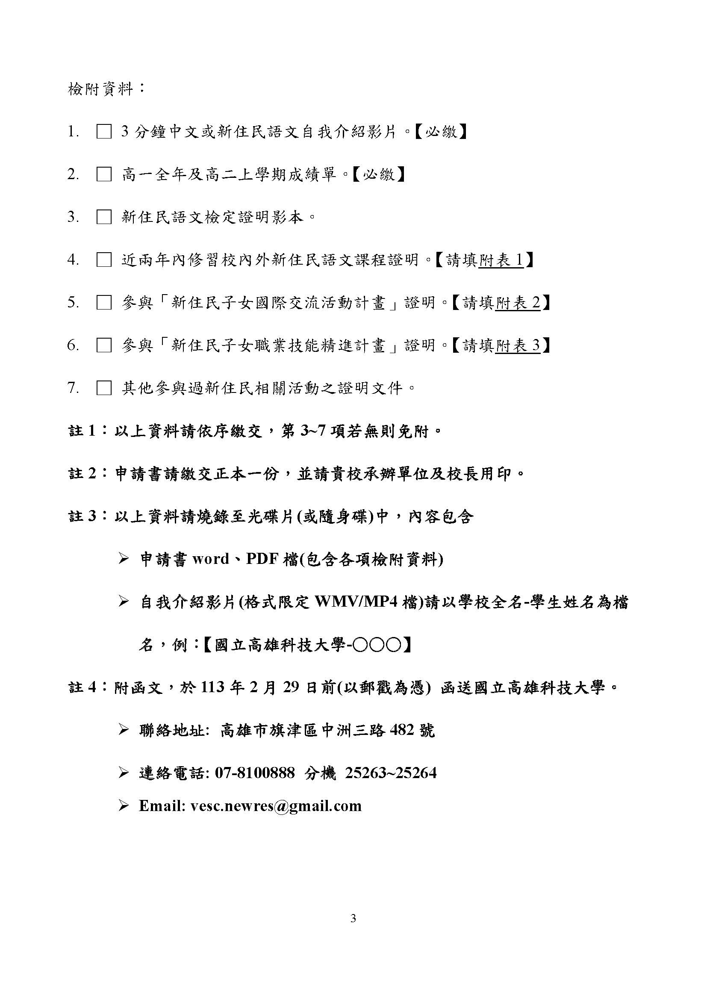 檢附資料：
1. □ 3 分鐘中文或新住民語文自我介紹影片。【必繳】
2. □ 高一全年及高二上學期成績單。【必繳】
3. □ 新住民語文檢定證明影本。
4. □ 近兩年內修習校內外新住民語文課程證明。【請填附表 1】
5. □ 參與「新住民子女國際交流活動計畫」證明。【請填附表 2】
6. □ 參與「新住民子女職業技能精進計畫」證明。【請填附表 3】
7. □ 其他參與過新住民相關活動之證明文件。
註 1：以上資料請依序繳交，第 3~7 項若無則免附。
註 2：申請書請繳交正本一份，並請貴校承辦單位及校長用印。
註 3：以上資料請燒錄至光碟片(或隨身碟)中，內容包含
➢ 申請書 word、PDF 檔(包含各項檢附資料)
➢ 自我介紹影片(格式限定 WMV/MP4 檔)請以學校全名-學生姓名為檔
名，例：【國立高雄科技大學-○○○】
註 4：附函文，於 113 年 2 月 29 日前(以郵戳為憑) 函送國立高雄科技大學。
➢ 聯絡地址: 高雄市旗津區中洲三路 482 號
➢ 連絡電話: 07-8100888 分機 25263~25264
➢ Email: vesc.newres@gmail.com
3